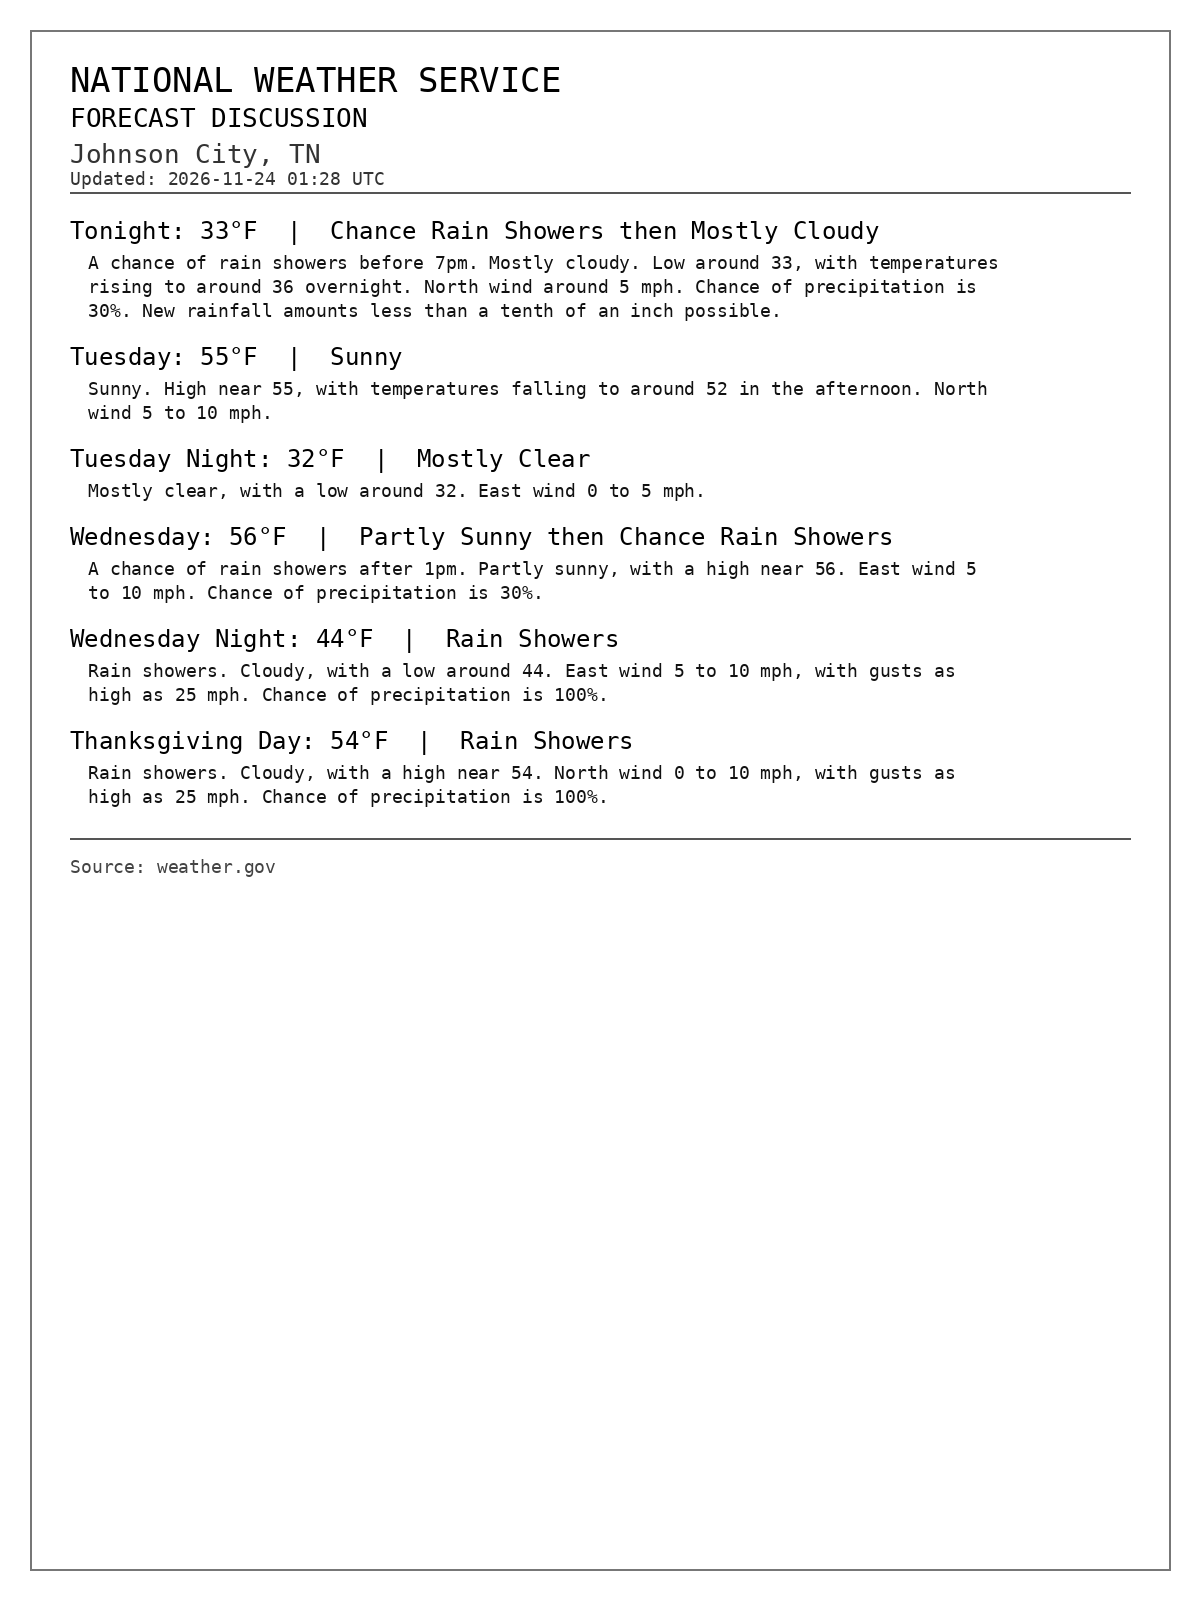 NATIONAL WEATHER SERVICE
FORECAST DISCUSSION
Johnson City, TN
Updated: 2026-11-24 01:28 UTC
Tonight: 33°F  |  Chance Rain Showers then Mostly Cloudy
A chance of rain showers before 7pm. Mostly cloudy. Low around 33, with temperatures
rising to around 36 overnight. North wind around 5 mph. Chance of precipitation is
30%. New rainfall amounts less than a tenth of an inch possible.
Tuesday: 55°F  |  Sunny
Sunny. High near 55, with temperatures falling to around 52 in the afternoon. North
wind 5 to 10 mph.
Tuesday Night: 32°F  |  Mostly Clear
Mostly clear, with a low around 32. East wind 0 to 5 mph.
Wednesday: 56°F  |  Partly Sunny then Chance Rain Showers
A chance of rain showers after 1pm. Partly sunny, with a high near 56. East wind 5
to 10 mph. Chance of precipitation is 30%.
Wednesday Night: 44°F  |  Rain Showers
Rain showers. Cloudy, with a low around 44. East wind 5 to 10 mph, with gusts as
high as 25 mph. Chance of precipitation is 100%.
Thanksgiving Day: 54°F  |  Rain Showers
Rain showers. Cloudy, with a high near 54. North wind 0 to 10 mph, with gusts as
high as 25 mph. Chance of precipitation is 100%.
Source: weather.gov